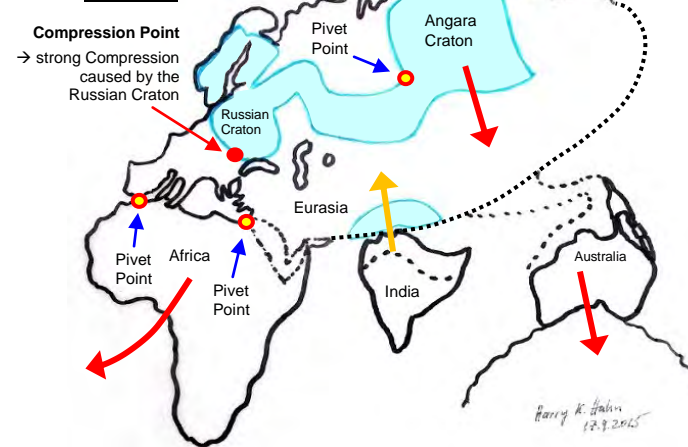 Compression Point
→ strong Compression
caused by the
Russian Craton
Pivet
Point
Angara
Craton
Russian
Craton
Eurasia
Africa
Pivet
Point
Pivet
Point
India
Australia
Harry K. Hahn
17.9.2015